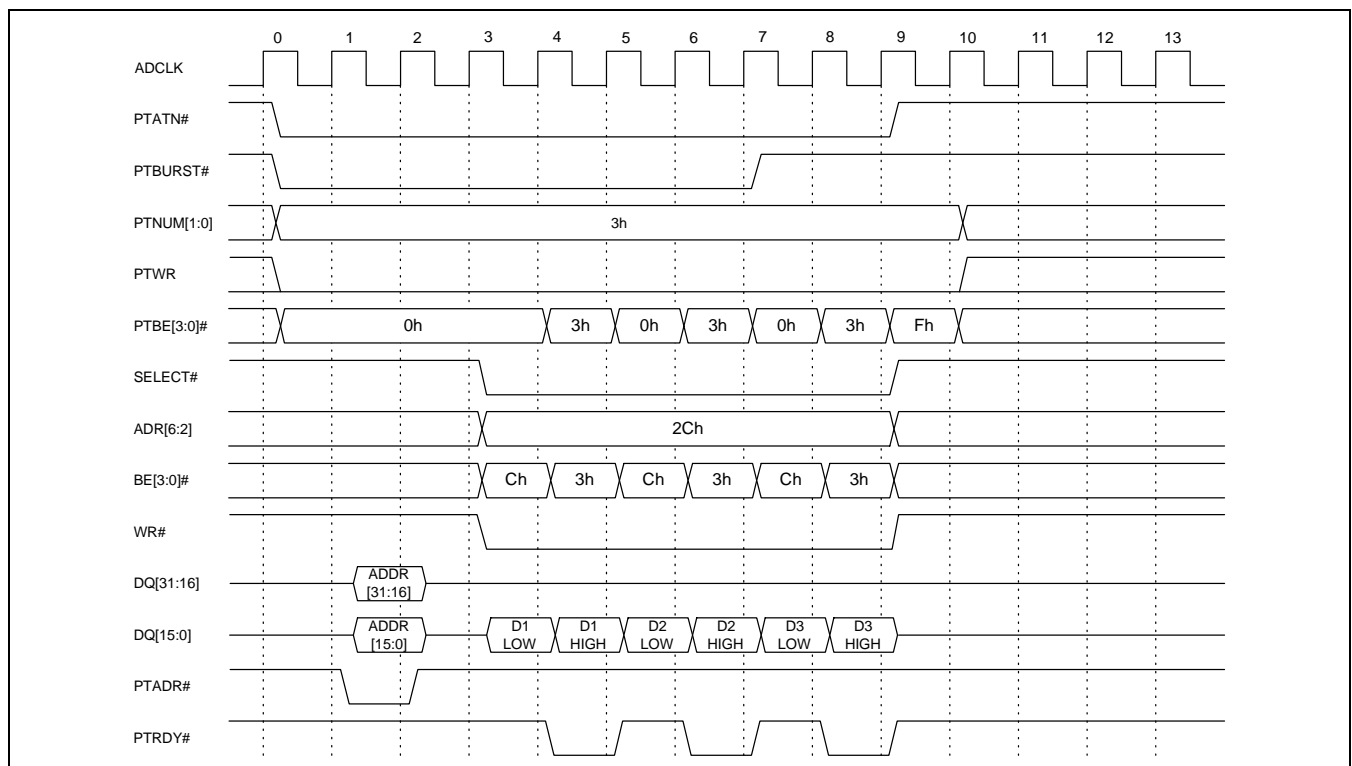 0 1 2 3 4 5 6 7 8 9 10 11 12 13
ADCLK
PTATN#
PTBURST#
PTNUM[1:0] 3h
PTWR
PTBE[3:0]# 0h 3h 0h 3h 0h 3h Fh
SELECT#
ADR[6:2] 2Ch
BE[3:0]# Ch 3h Ch 3h Ch 3h
WR#
DQ[31:16] ADDR
[31:16]
DQ[15:0] ADDR D1 D1 D2 D2 D3 D3
[15:0] LOW HIGH LOW HIGH LOW HIGH
PTADR#
PTRDY#